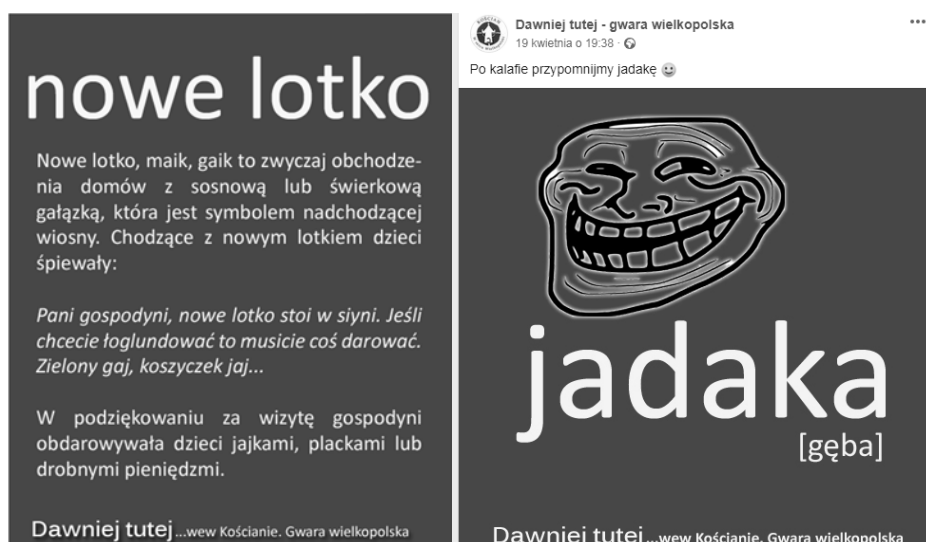 nowe lotko
Nowe lotko, maik, gaik to zwyczaj obchodze-
nia domów z sosnową lub świerkową
gałązką, która jest symbolem nadchodzącej
wiosny. Chodzące z nowym lotkiem dzieci
śpiewały:
Pani gospodyni, nowe lotko stoi w siyni. Jeśli
chcecie łoglundować to musicie coś darować.
Zielony gaj, koszyczek jaj...
W podziękowaniu za wizytę gospodyni
obdarowywała dzieci jajkami, plackami lub
drobnymi pieniędzmi.
Dawniej tutej...wew Kościanie. Gwara wielkopolska
Dawniej tutej - gwara wielkopolska
19 kwietnia o 19:38 ·
Po kalafie przypomnijmy jadakę
jadaka
[gęba]
Dawniej tutej...wew Kościanie. Gwara wielkopolska